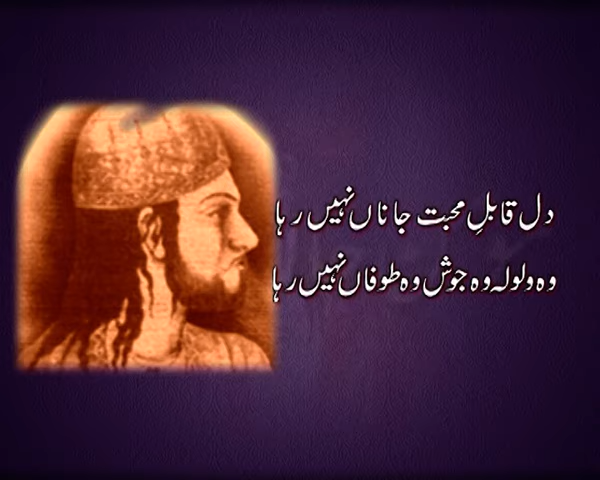 دل قابلِ محبت جاناں نہیں رہا
وہ ولولہ وہ جوش وہ طوفاں نہیں رہا